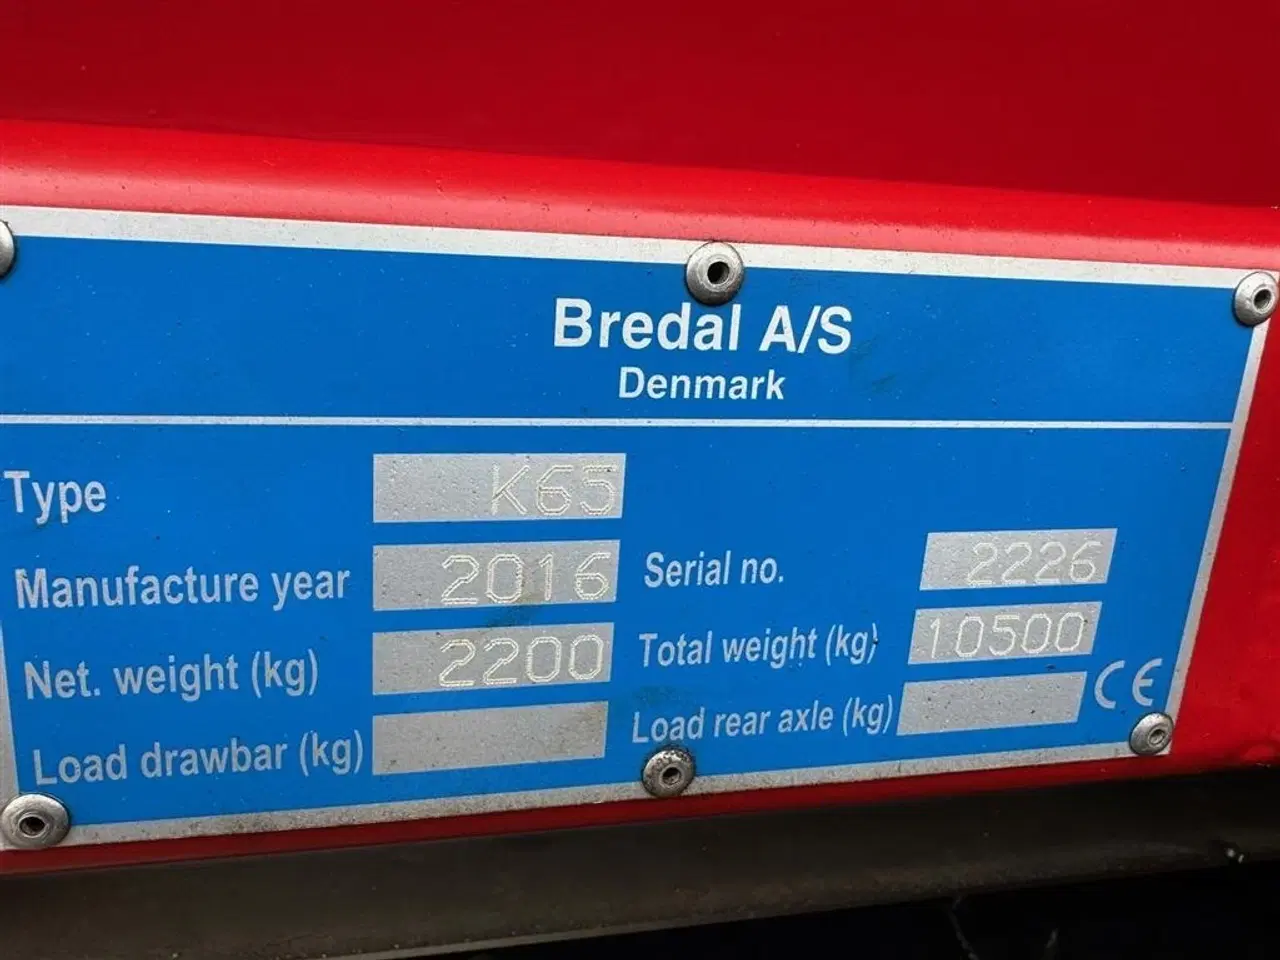 Bredal A/S
Denmark
Type K65
Manufacture year 2016 Serial no. 2226
Net. weight (kg) 2200 Total weight (kg) 10500
Load drawbar (kg) Load rear axle (kg) CE